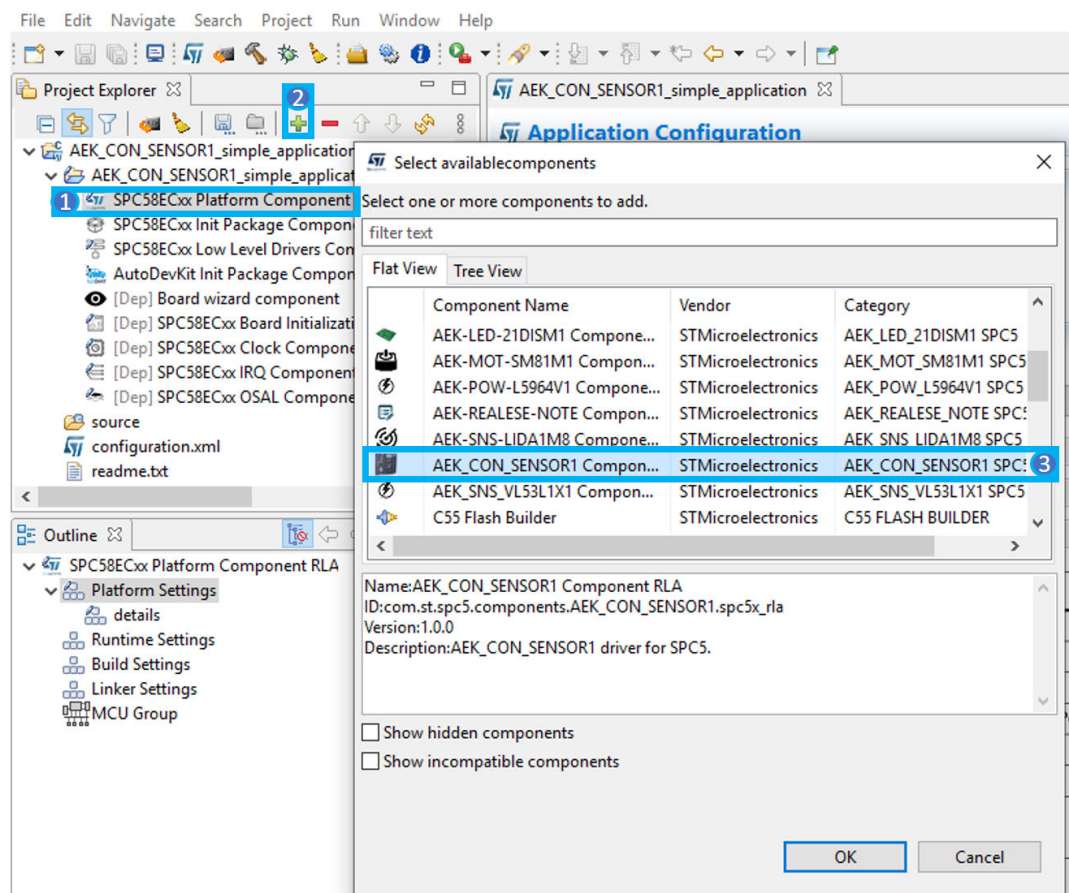 File Edit Navigate Search Project Run Window Help
Project Explorer
2
AEK_CON_SENSOR1_simple_application
Application Configuration
AEK_CON_SENSOR1_simple_application
AEK_CON_SENSOR1_simple_applicat
1 SPC58ECxx Platform Component
SPC58ECxx Init Package Compon
SPC58ECxx Low Level Drivers Con
AutoDevKit Init Package Compon
[Dep] Board wizard component
[Dep] SPC58ECxx Board Initializati
[Dep] SPC58ECxx Clock Compone
[Dep] SPC58ECxx IRQ Component
[Dep] SPC58ECxx OSAL Compone
source
configuration.xml
readme.txt
Outline
SPC58ECxx Platform Component RLA
Platform Settings
details
Runtime Settings
Build Settings
Linker Settings
MCU Group
Select availablecomponents
Select one or more components to add.
filter text
Flat View Tree View
Component Name Vendor Category
AEK-LED-21DISM1 Compone... STMicroelectronics AEK_LED_21DISM1 SPC5
AEK-MOT-SM81M1 Compon... STMicroelectronics AEK_MOT_SM81M1 SPC5
AEK-POW-L5964V1 Compone... STMicroelectronics AEK_POW_L5964V1 SPC5
AEK-REALESE-NOTE Compon... STMicroelectronics AEK_REALESE_NOTE SPC5
AEK-SNS-LIDA1M8 Compone... STMicroelectronics AEK_SNS_LIDA1M8 SPC5
AEK_CON_SENSOR1 Compon... STMicroelectronics AEK_CON_SENSOR1 SPC5 3
AEK_SNS_VL53L1X1 Compon... STMicroelectronics AEK_SNS_VL53L1X1 SPC5
C55 Flash Builder STMicroelectronics C55 FLASH BUILDER
Name:AEK_CON_SENSOR1 Component RLA
ID:com.st.spc5.components.AEK_CON_SENSOR1.spc5x_rla
Version:1.0.0
Description:AEK_CON_SENSOR1 driver for SPC5.
Show hidden components
Show incompatible components
OK Cancel